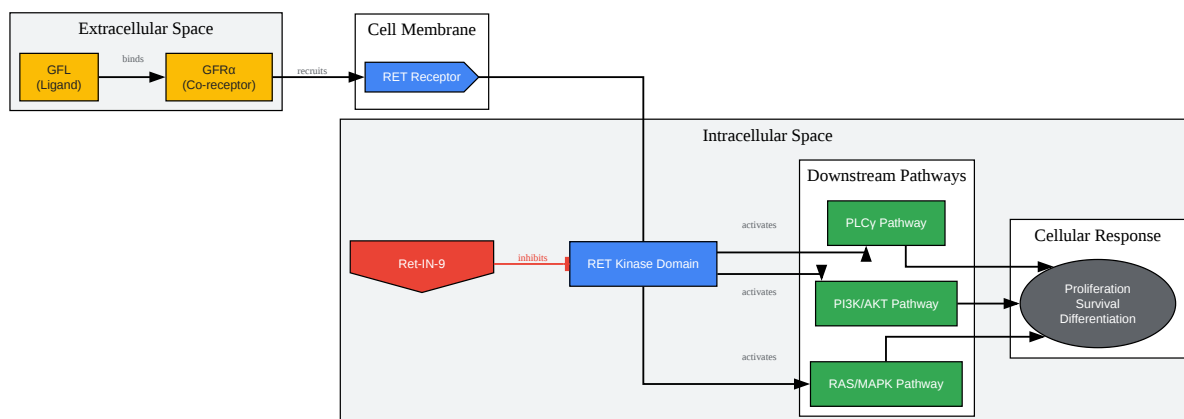 Extracellular Space
GFL
(Ligand)
binds
GFRα
(Co-receptor)
recruits
Cell Membrane
RET Receptor
Intracellular Space
Ret-IN-9
inhibits
RET Kinase Domain
activates
activates
activates
Downstream Pathways
PLCγ Pathway
PI3K/AKT Pathway
RAS/MAPK Pathway
Cellular Response
Proliferation
Survival
Differentiation